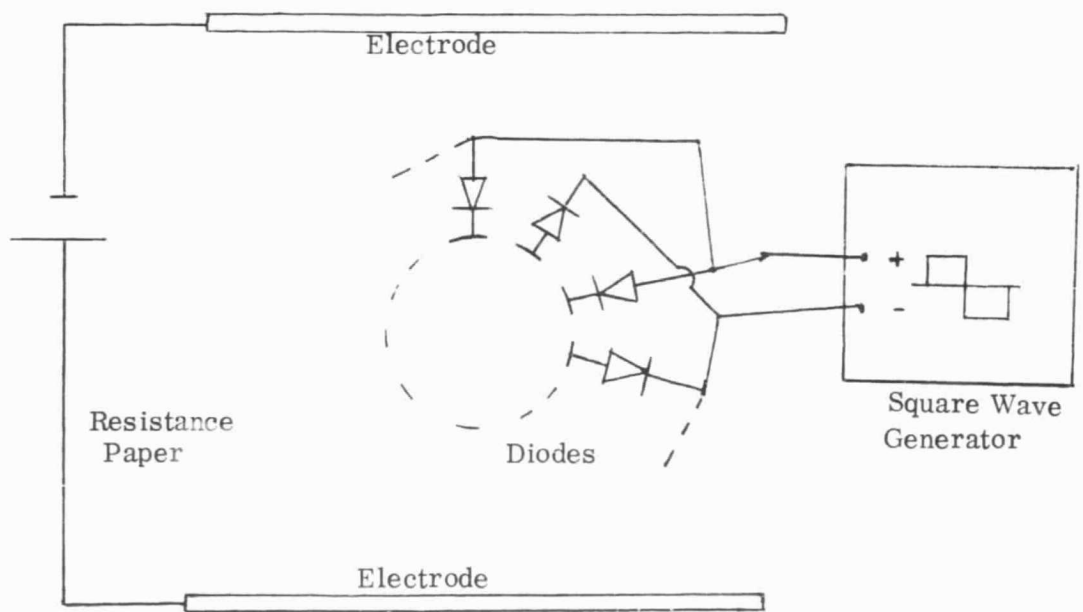 Electrode
+
-
Resistance
Paper
Diodes
Square Wave
Generator
Electrode